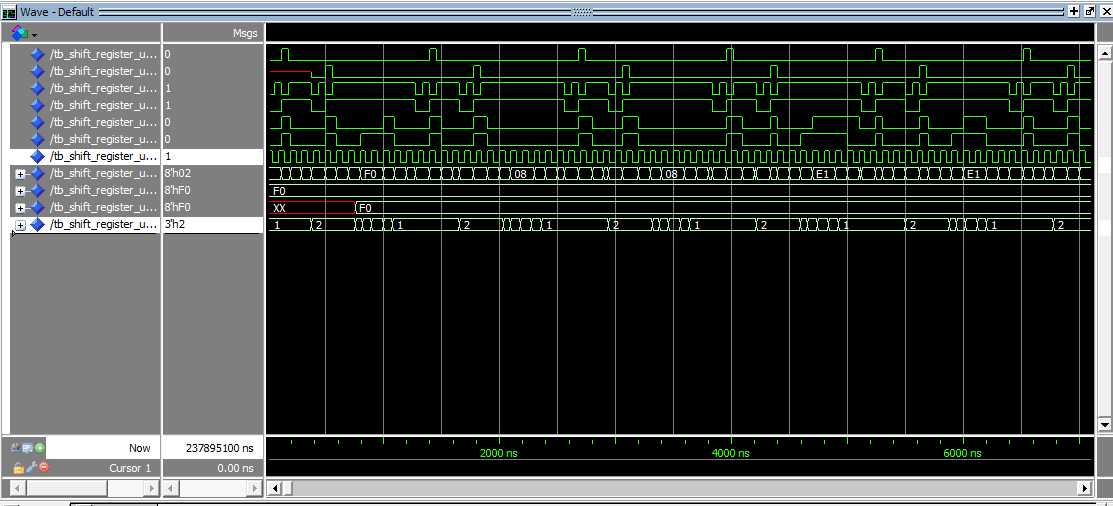 Wave - Default
Msgs
/tb_shift_register_u... 0
/tb_shift_register_u... 0
/tb_shift_register_u... 1
/tb_shift_register_u... 1
/tb_shift_register_u... 0
/tb_shift_register_u... 0
/tb_shift_register_u... 1
/tb_shift_register_u... 8'h02 F0 08 08 E1 E1
/tb_shift_register_u... 8'hF0 F0
/tb_shift_register_u... 8'hF0 XX F0
/tb_shift_register_u... 3'h2 1 2 1 2 1 2 1 2 1 2 1 2
Now 237895100 ns
2000 ns 4000 ns 6000 ns
Cursor 1 0.00 ns